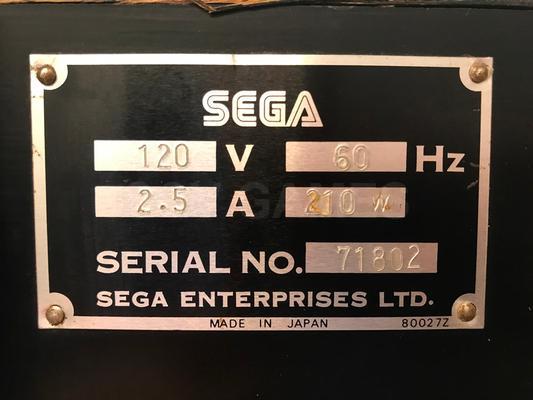 SEGA
120 V 60 Hz
2.5 A 210 W
SERIAL NO. 71802
SEGA ENTERPRISES LTD.
MADE IN JAPAN 80027Z